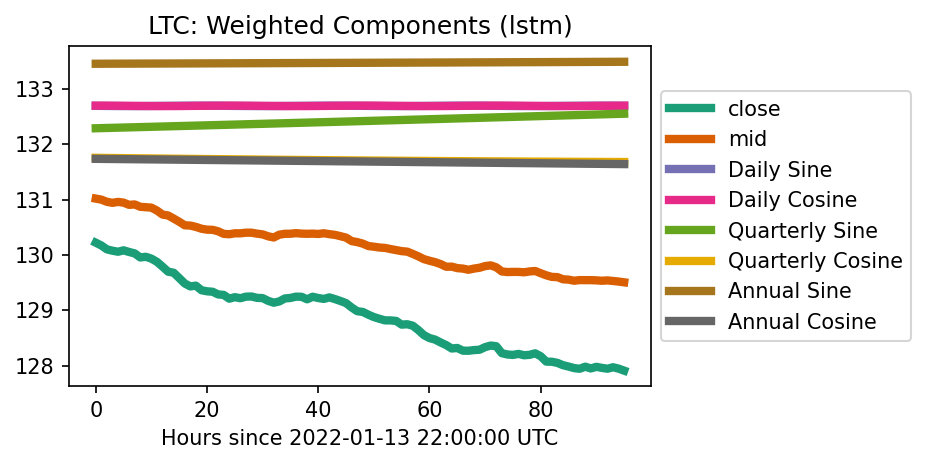 LTC: Weighted Components (lstm)
133
132
131
130
129
128
0 20 40 60 80
Hours since 2022-01-13 22:00:00 UTC
close
mid
Daily Sine
Daily Cosine
Quarterly Sine
Quarterly Cosine
Annual Sine
Annual Cosine